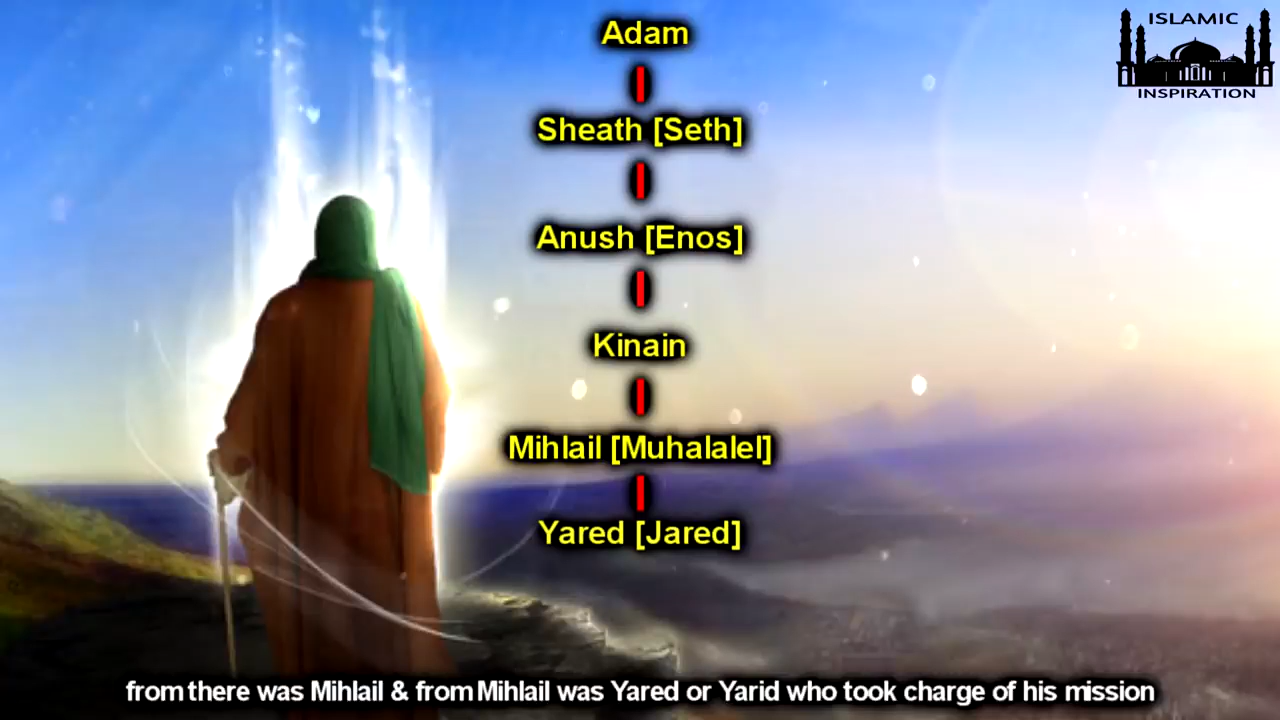 ISLAMIC
INSPIRATION
Adam
Sheath [Seth]
Anush [Enos]
Kinain
Mihlail [Muhalalel]
Yared [Jared]
from there was Mihlail & from Mihlail was Yared or Yarid who took charge of his mission